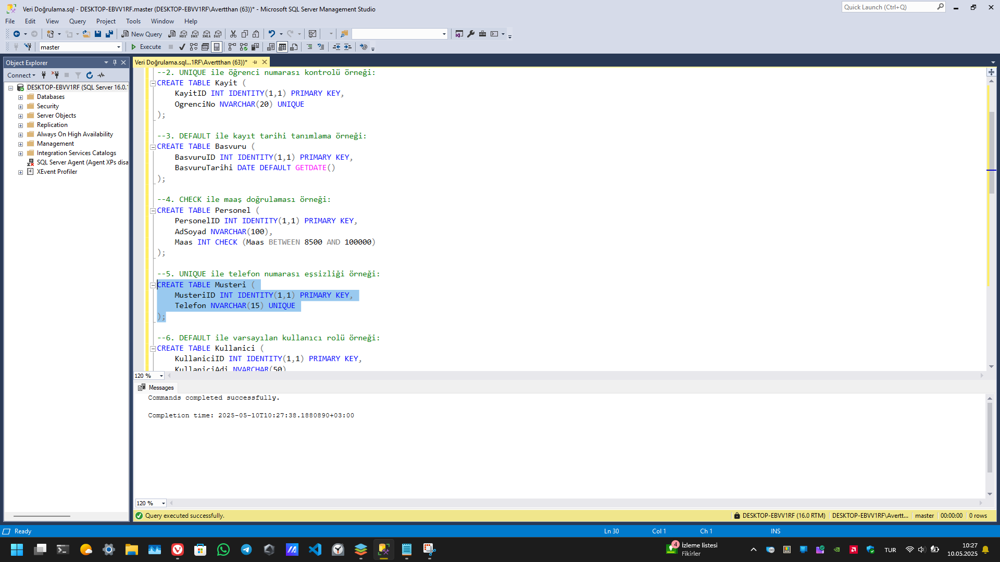 Veri Doğrulama.sql - DESKTOP-EBVV1RF.master (DESKTOP-EBVV1RF\Avertthan (63))* - Microsoft SQL Server Management Studio
Quick Launch (Ctrl+Q)
File Edit View Query Project Tools Window Help
New Query
MDX DMX XMLA DAX
master
Execute
Object Explorer
Veri Doğrulama.sql...1RF\Avertthan (63))*
Connect
DESKTOP-EBVV1RF (SQL Server 16.0.1
Databases
Security
Server Objects
Replication
Always On High Availability
Management
Integration Services Catalogs
SQL Server Agent (Agent XPs disa
XEvent Profiler
--2. UNIQUE ile öğrenci numarası kontrolü örneği:
CREATE TABLE Kayit (
KayitID INT IDENTITY(1,1) PRIMARY KEY,
OgrenciNo NVARCHAR(20) UNIQUE
);
--3. DEFAULT ile kayıt tarihi tanımlama örneği:
CREATE TABLE Basvuru (
BasvuruID INT IDENTITY(1,1) PRIMARY KEY,
BasvuruTarihi DATE DEFAULT GETDATE()
);
--4. CHECK ile maaş doğrulaması örneği:
CREATE TABLE Personel (
PersonelID INT IDENTITY(1,1) PRIMARY KEY,
AdSoyad NVARCHAR(100),
Maas INT CHECK (Maas BETWEEN 8500 AND 100000)
);
--5. UNIQUE ile telefon numarası eşsizliği örneği:
CREATE TABLE Musteri (
MusteriID INT IDENTITY(1,1) PRIMARY KEY,
Telefon NVARCHAR(15) UNIQUE
);
--6. DEFAULT ile varsayılan kullanıcı rolü örneği:
CREATE TABLE Kullanici (
KullaniciID INT IDENTITY(1,1) PRIMARY KEY,
KullaniciAdi NVARCHAR(50)
120 %
Messages
Commands completed successfully.
Completion time: 2025-05-10T10:27:38.1880890+03:00
120 %
Query executed successfully.
DESKTOP-EBVV1RF (16.0 RTM) DESKTOP-EBVV1RF\Avertt... master 00:00:00 0 rows
Ready
Ln 30 Col 1 Ch 1 INS
4
İzleme listesi
Fikirler
TUR
10:27
10.05.2025